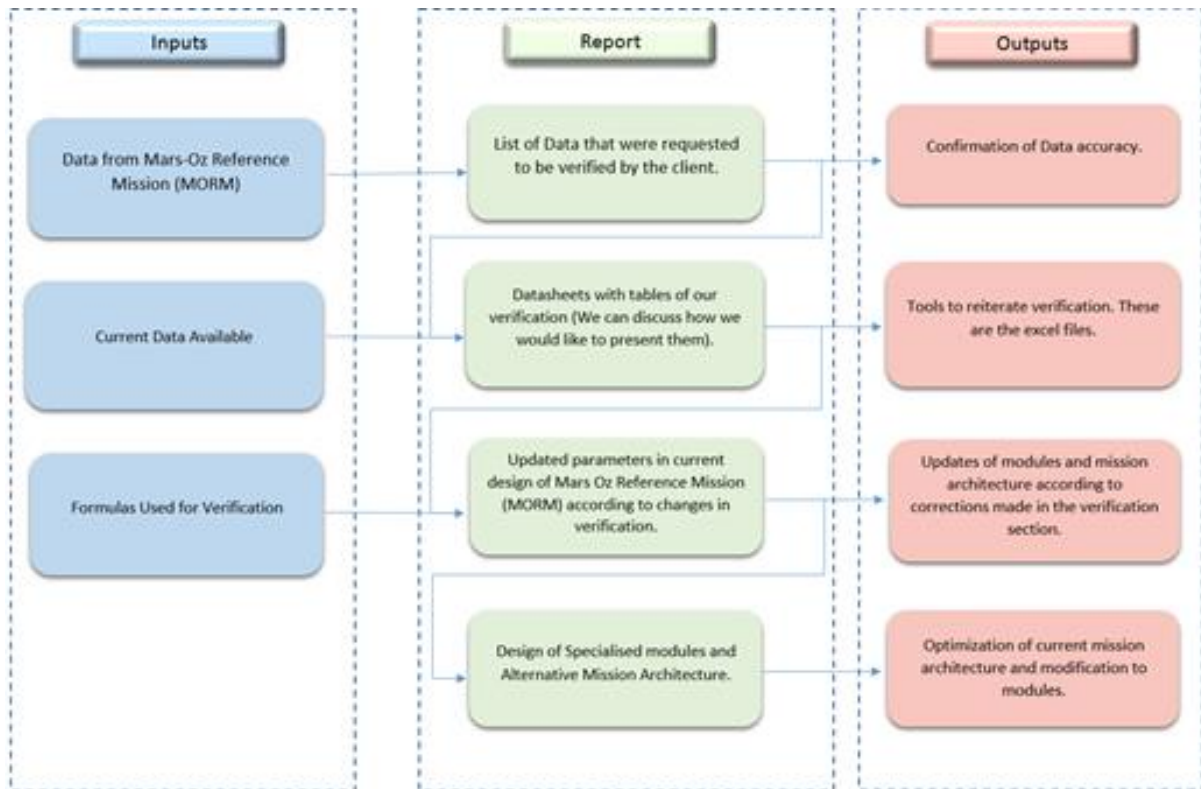 Inputs
Data from Mars-Oz Reference
Mission (MORM)
Current Data Available
Formulas Used for Verification
Report
List of Data that were requested
to be verified by the client.
Datasheets with tables of our
verification (We can discuss how we
would like to present them).
Updated parameters in current
design of Mars Oz Reference Mission
(MORM) according to changes in
verification.
Design of Specialised modules and
Alternative Mission Architecture.
Outputs
Confirmation of Data accuracy.
Tools to reiterate verification. These
are the excel files.
Updates of modules and mission
architecture according to
corrections made in the verification
section.
Optimization of current mission
architecture and modification to
modules.